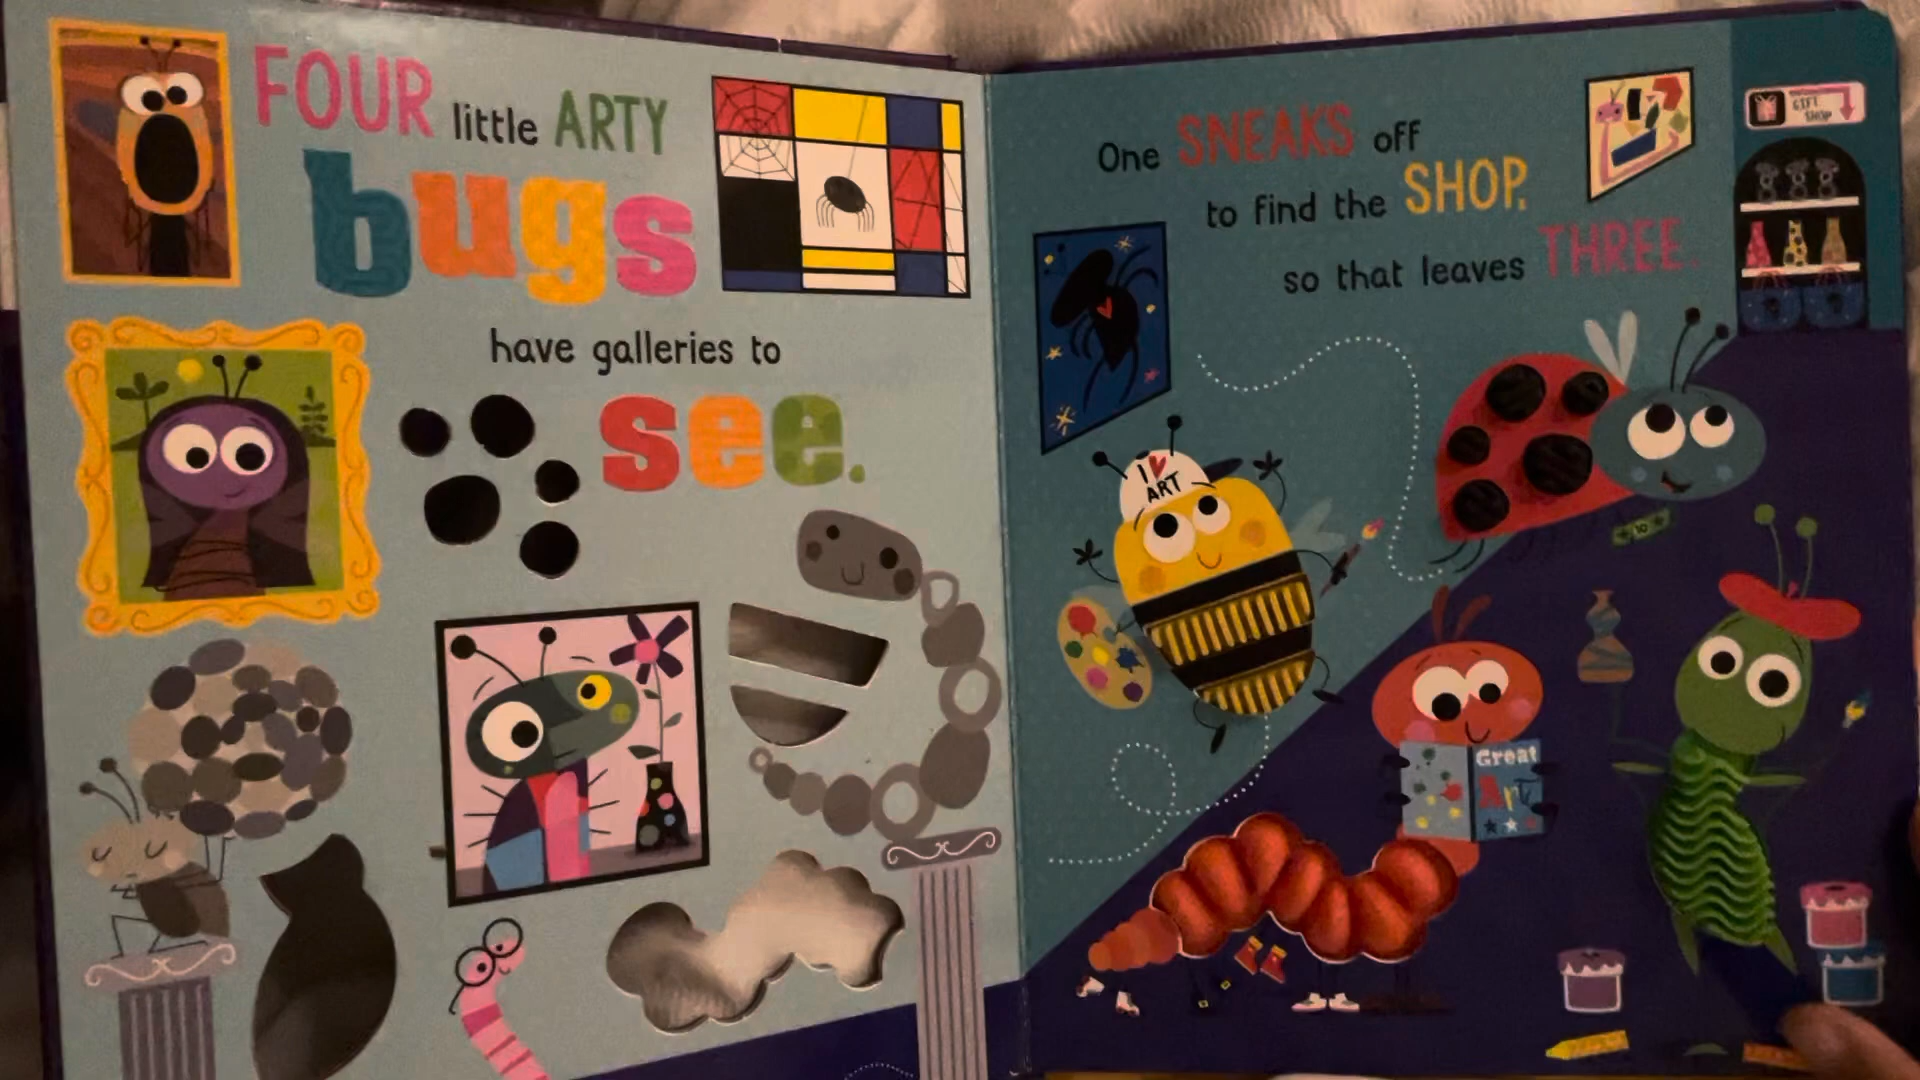 FOUR little ARTY
bugs
have galleries to
see.
One SNEAKS off
to find the SHOP,
so that leaves THREE.
GIFT
SHOP
I ♥
ART
10
Great
Art